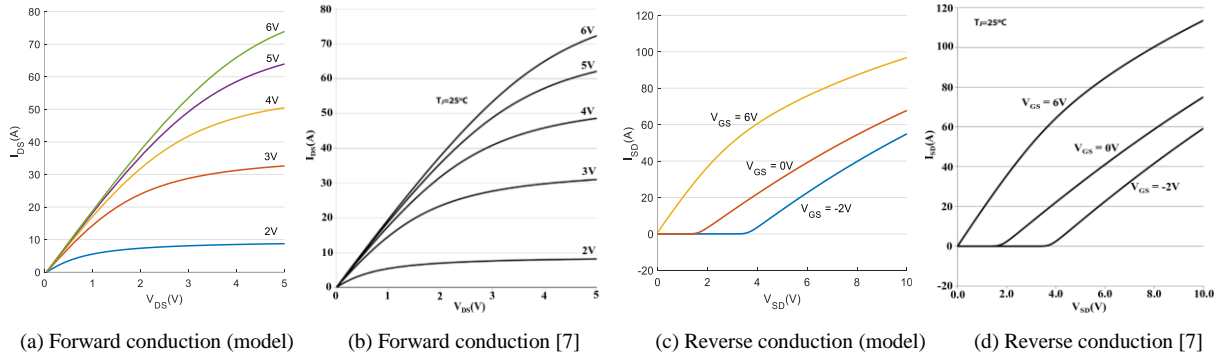 80
70
60
50
40
30
20
10
0
0
1
2
3
4
5
6V
5V
4V
3V
2V
I_DS(A)
V_DS(V)
80
70
60
50
40
30
20
10
0
0
1
2
3
4
5
6V
5V
T_J=25°C
4V
3V
2V
I_DS(A)
V_DS(V)
120
100
80
60
40
20
0
-20
0
2
4
6
8
10
V_GS = 6V
V_GS = 0V
V_GS = -2V
I_SD(A)
V_SD(V)
120
100
80
60
40
20
0
-20
0.0
2.0
4.0
6.0
8.0
10.0
T_J=25°C
V_GS = 6V
V_GS = 0V
V_GS = -2V
I_SD(A)
V_SD(V)
(a) Forward conduction (model)
(b) Forward conduction [7]
(c) Reverse conduction (model)
(d) Reverse conduction [7]